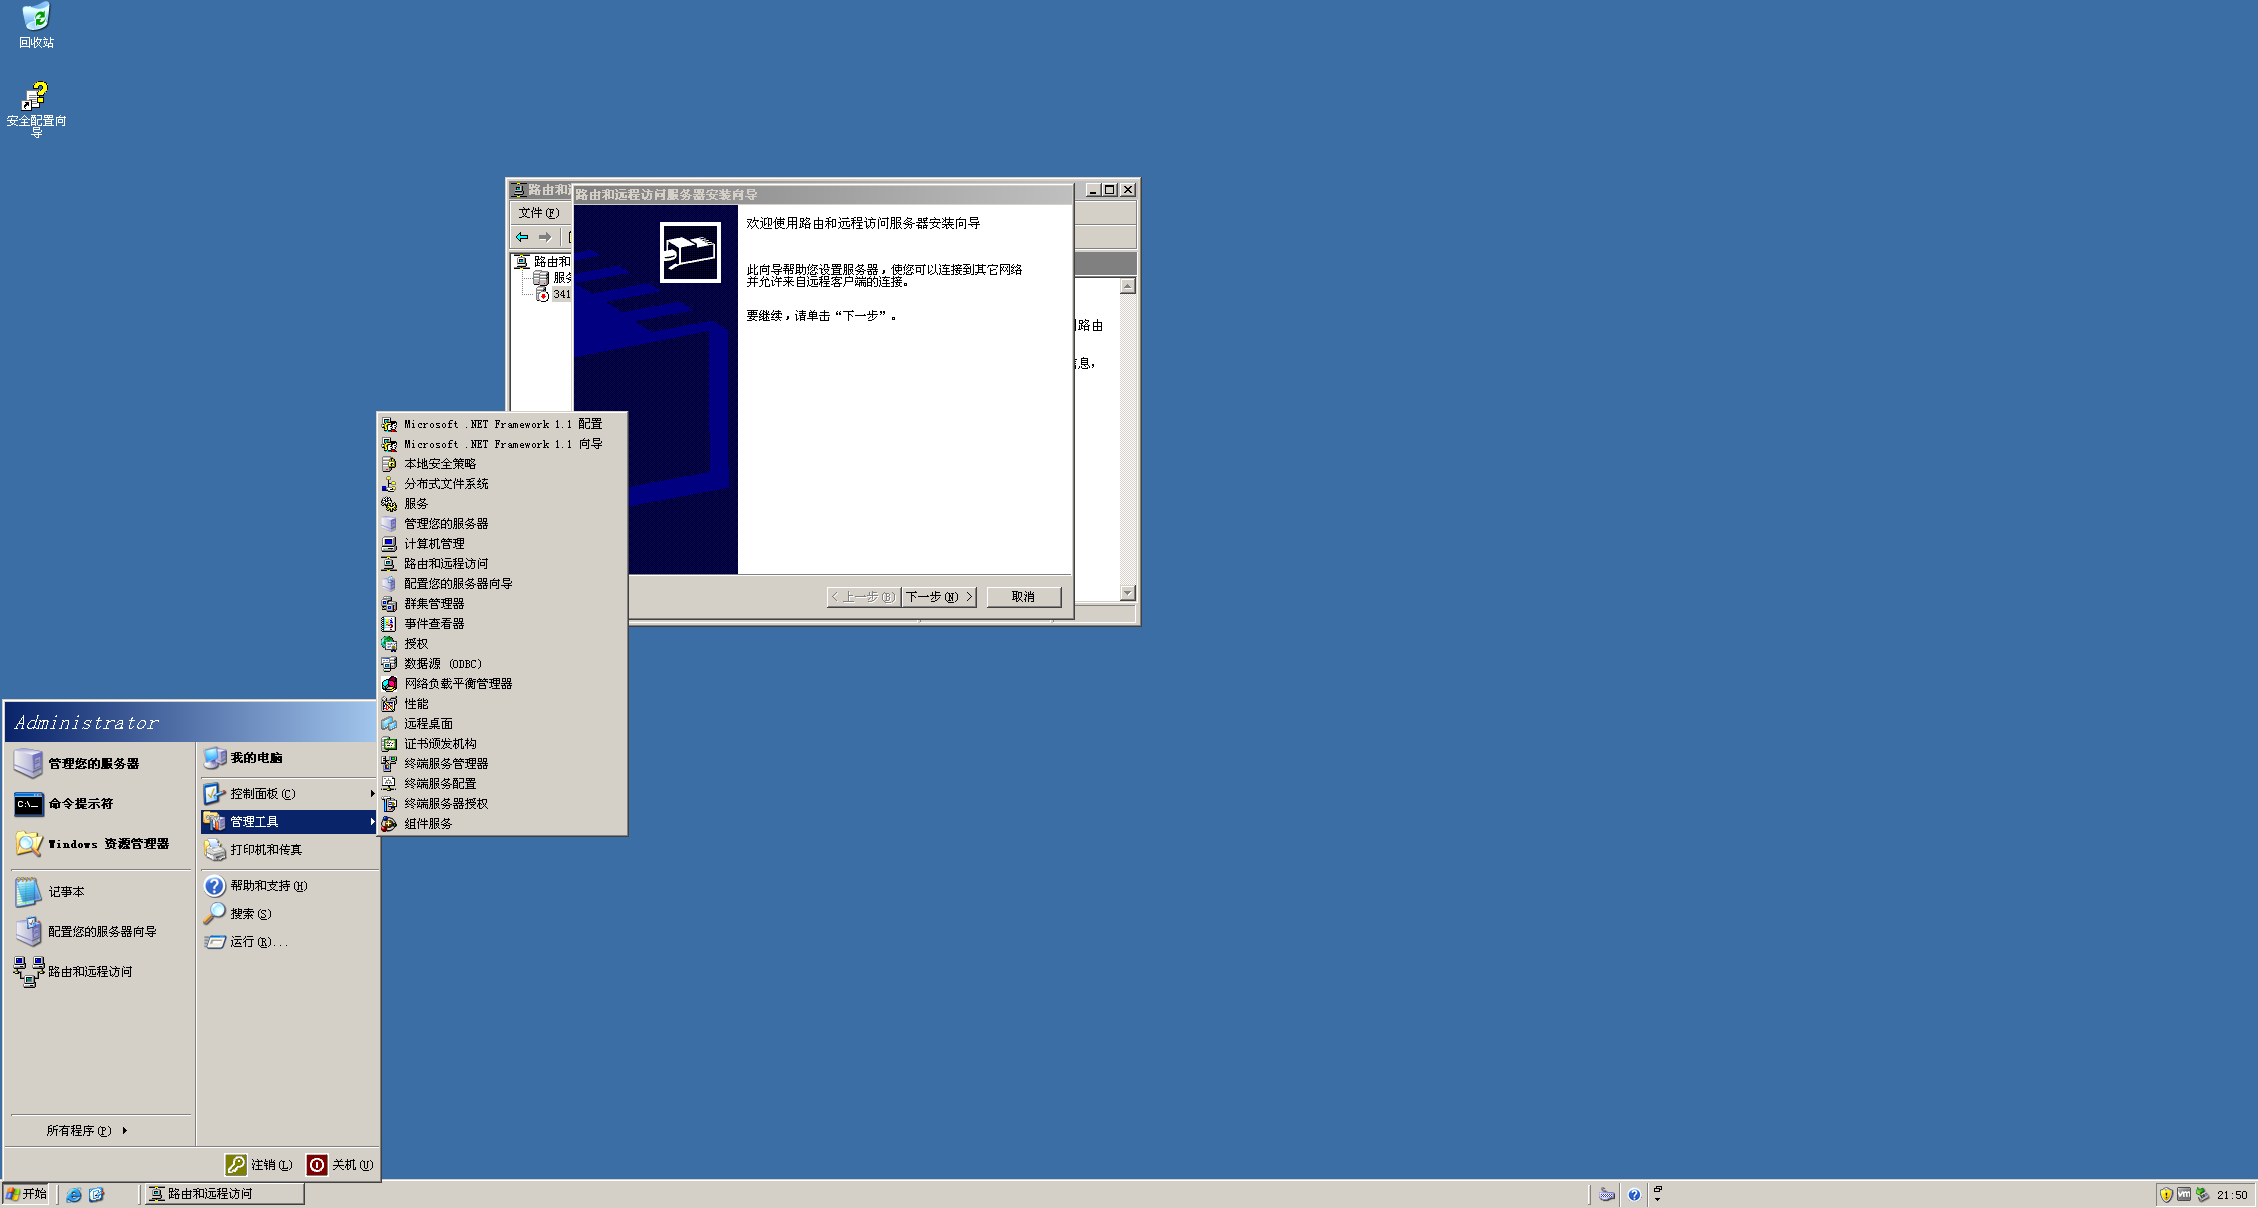 回收站
安全配置向
导
路由和远程访问服务器安装向导
文件(F)
路由和
服务
341
欢迎使用路由和远程访问服务器安装向导
此向导帮助您设置服务器，使您可以连接到其它网络
并允许来自远程客户端的连接。
要继续，请单击“下一步”。
路由
息，
< 上一步(B)
下一步(N) >
取消
Microsoft .NET Framework 1.1 配置
Microsoft .NET Framework 1.1 向导
本地安全策略
分布式文件系统
服务
管理您的服务器
计算机管理
路由和远程访问
配置您的服务器向导
群集管理器
事件查看器
授权
数据源 (ODBC)
网络负载平衡管理器
性能
远程桌面
证书颁发机构
终端服务管理器
终端服务配置
终端服务器授权
组件服务
Administrator
管理您的服务器
命令提示符
Windows 资源管理器
记事本
配置您的服务器向导
路由和远程访问
所有程序(P)
我的电脑
控制面板(C)
管理工具
打印机和传真
帮助和支持(H)
搜索(S)
运行(R)...
注销(L)
关机(U)
开始
路由和远程访问
21:50